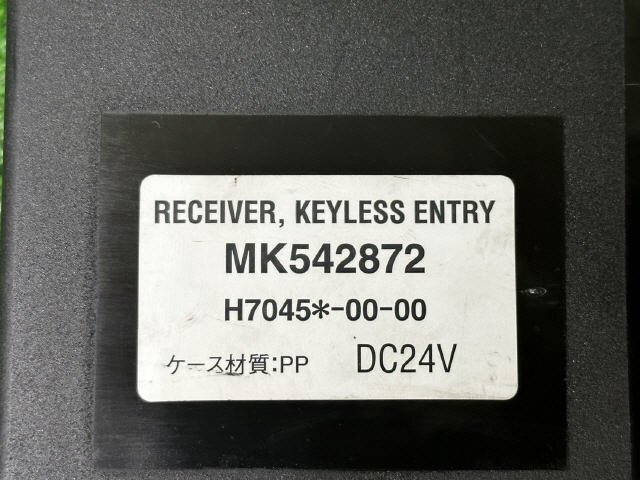 RECEIVER, KEYLESS ENTRY
MK542872
H7045*-00-00
ケース材質:PP DC24V